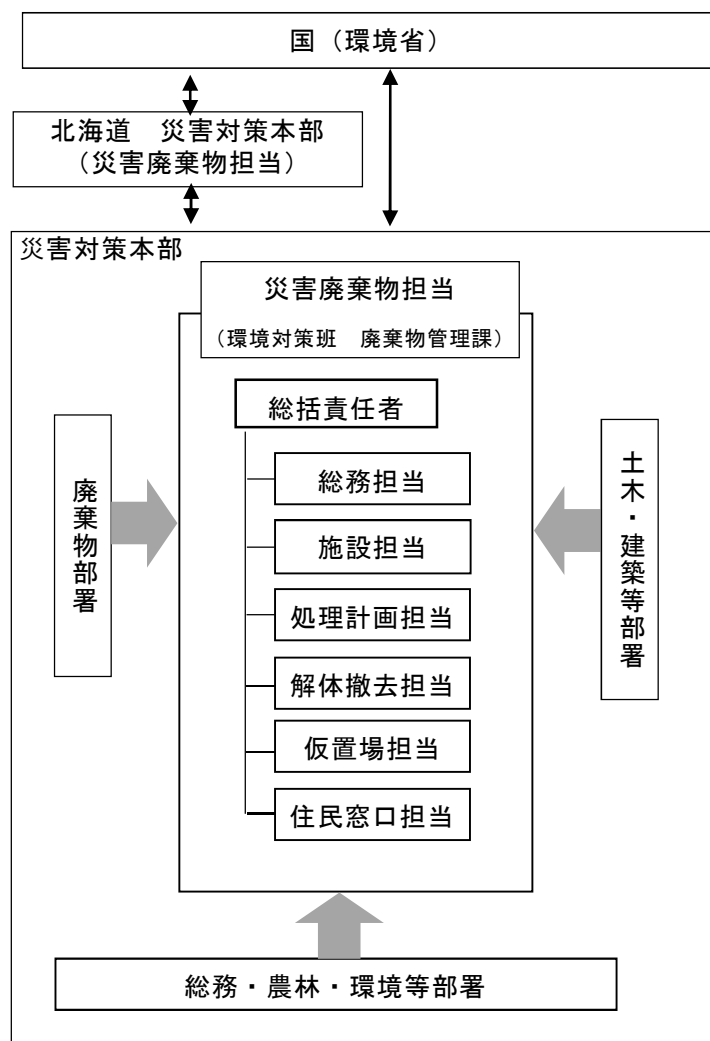 国（環境省）
北海道　災害対策本部
（災害廃棄物担当）
災害対策本部
災害廃棄物担当
（環境対策班　廃棄物管理課）
総括責任者
総務担当
施設担当
処理計画担当
解体撤去担当
仮置場担当
住民窓口担当
廃棄物部署
土木・建築等部署
総務・農林・環境等部署